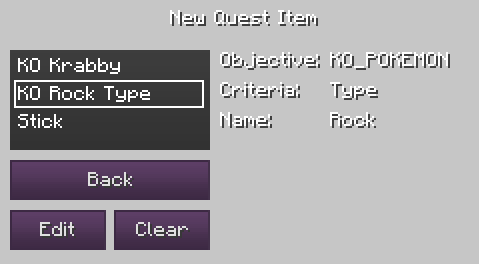 New Quest Item
KO Krabby
KO Rock Type
Stick
Objective: KO_POKEMON
Criteria: Type
Name: Rock
Back
Edit
Clear